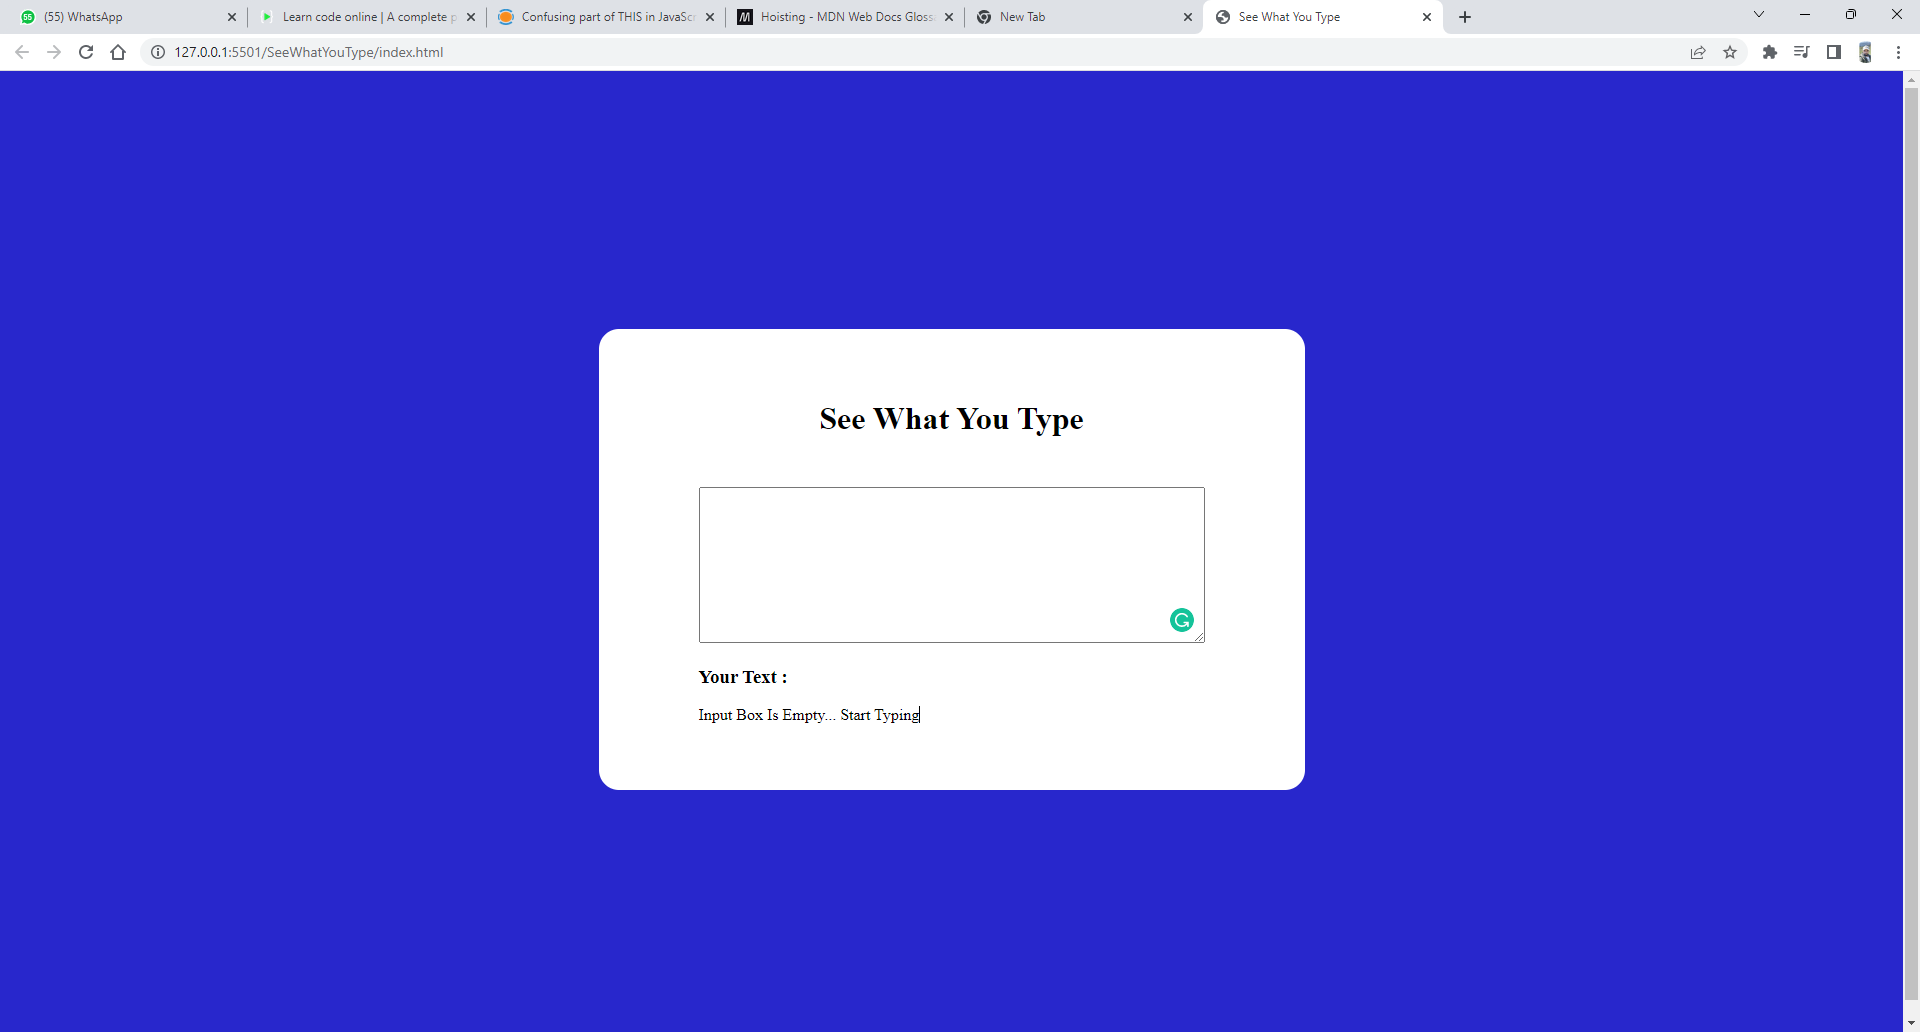 55
(55) WhatsApp
Learn code online | A complete p
Confusing part of THIS in JavaScr
Hoisting - MDN Web Docs Gloss
New Tab
See What You Type
127.0.0.1:5501/SeeWhatYouType/index.html
See What You Type
Your Text :
Input Box Is Empty... Start Typing